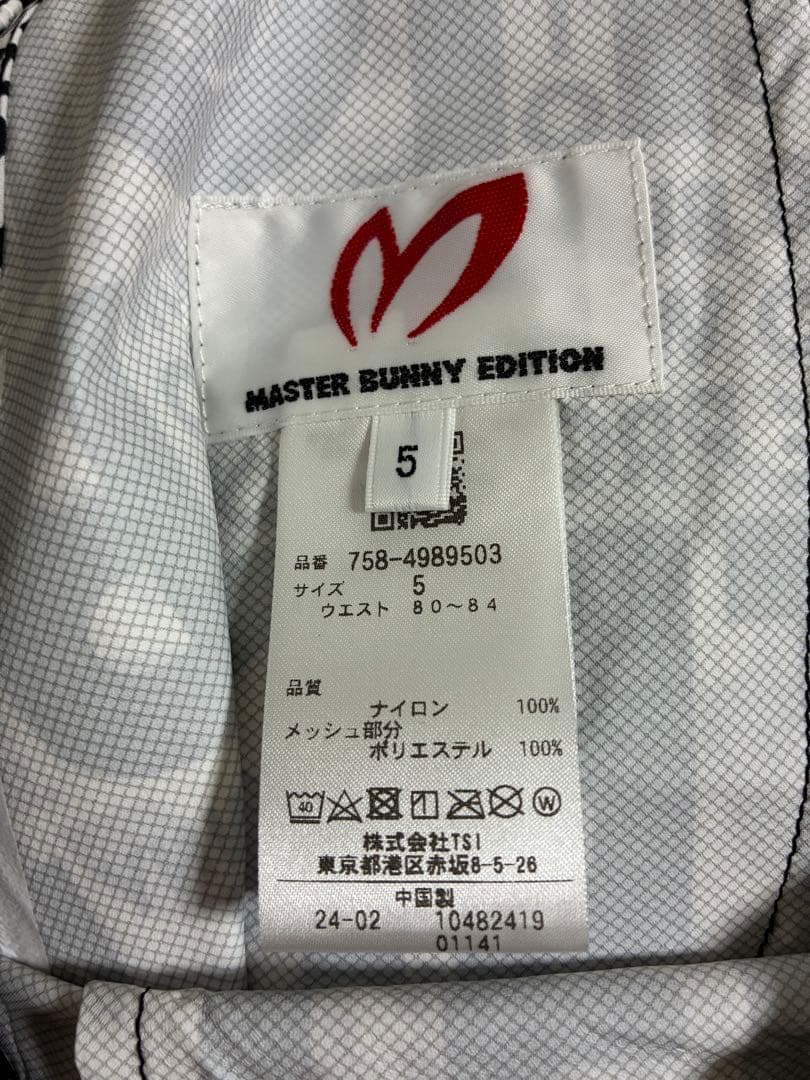 MASTER BUNNY EDITION
5
品番 758-4989503
サイズ 5
ウエスト 80～84
品質
ナイロン 100%
メッシュ部分
ポリエステル 100%
40 W
株式会社TSI
東京都港区赤坂8-5-26
中国製
24-02 10482419
01141